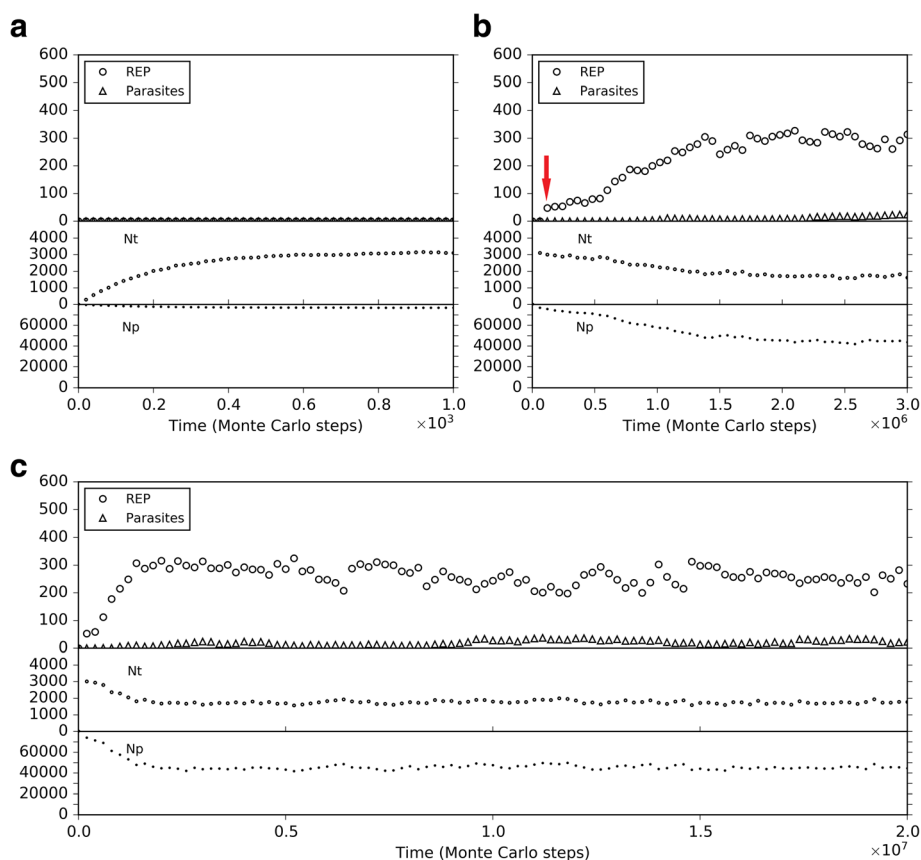 a
600
500
400
300
200
100
0
REP
Parasites
4000
3000
2000
1000
0
Nt
60000
40000
20000
0
Np
0.0 0.2 0.4 0.6 0.8 1.0
Time (Monte Carlo steps) ×10³
b
600
500
400
300
200
100
0
REP
Parasites
4000
3000
2000
1000
0
Nt
60000
40000
20000
0
Np
0.0 0.5 1.0 1.5 2.0 2.5 3.0
Time (Monte Carlo steps) ×10⁶
c
600
500
400
300
200
100
0
REP
Parasites
4000
3000
2000
1000
0
Nt
60000
40000
20000
0
Np
0.0 0.5 1.0 1.5 2.0
Time (Monte Carlo steps) ×10⁷